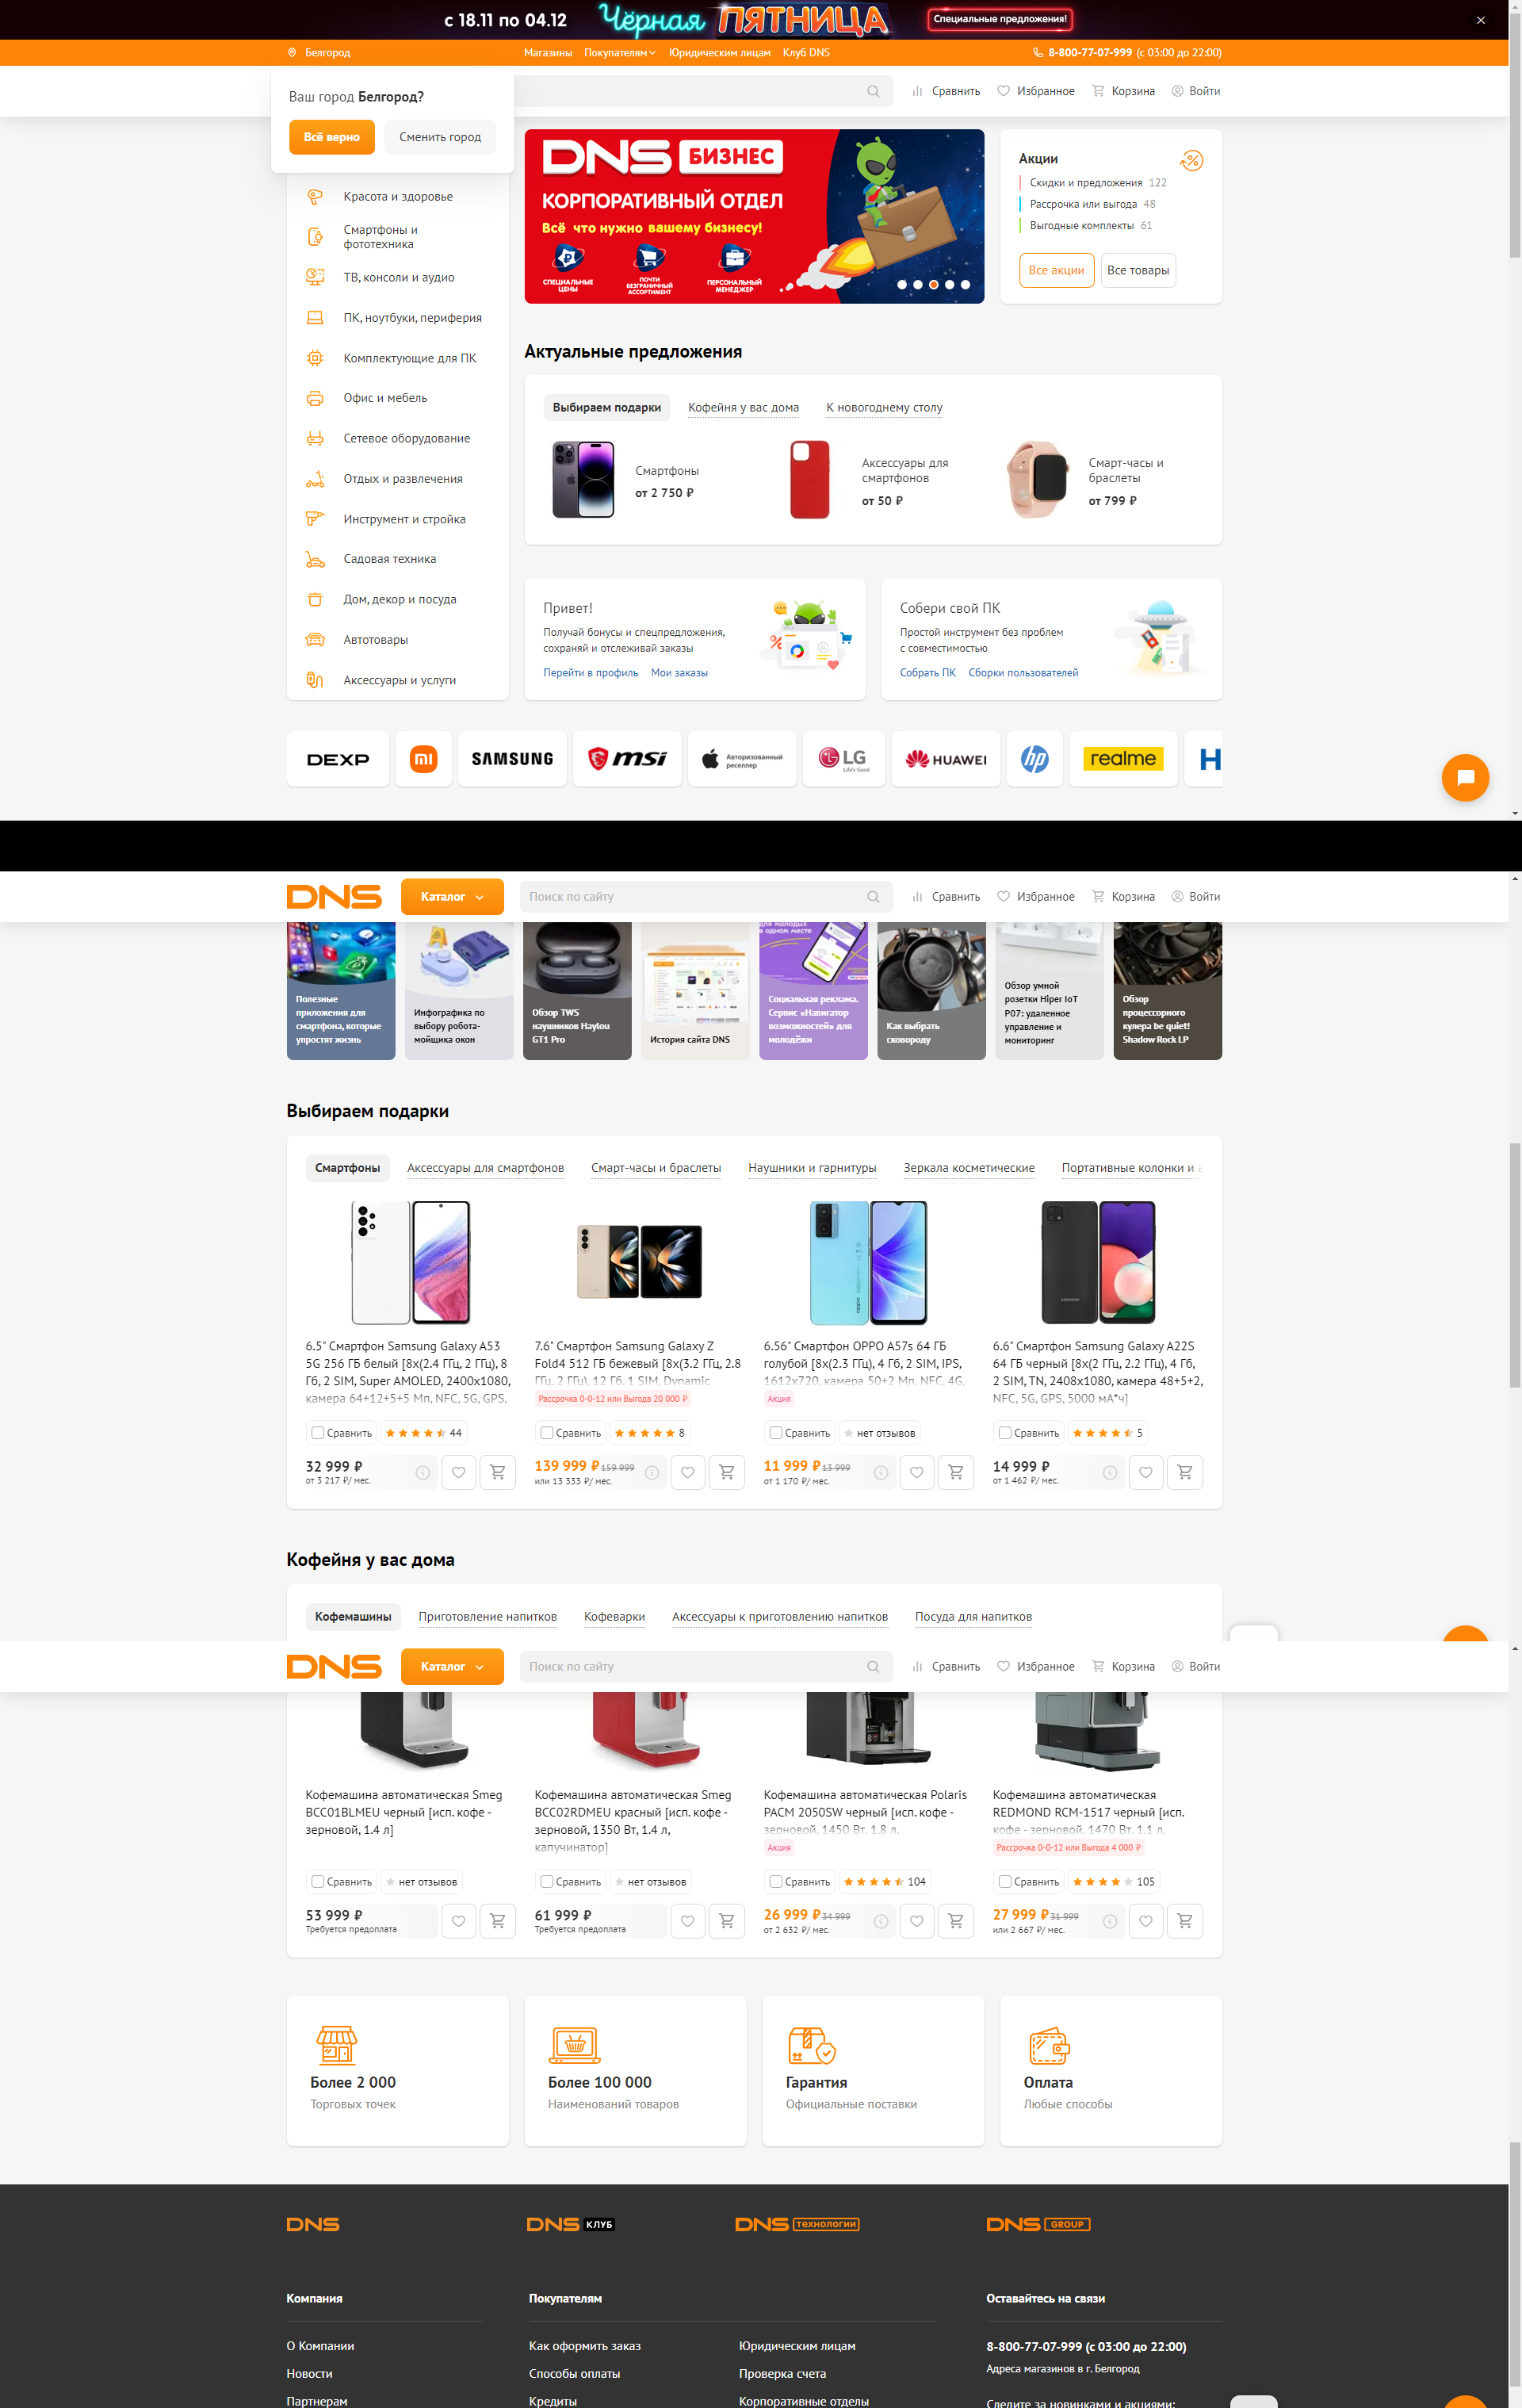 с 18.11 по 04.12 Чёрная ПЯТНИЦА Специальные предложения!
Белгород Магазины Покупателям Юридическим лицам Клуб DNS 8-800-77-07-999 (с 03:00 до 22:00)
Сравнить Избранное Корзина Войти
Ваш город Белгород?
Всё верно Сменить город
Красота и здоровье
Смартфоны и
фототехника
ТВ, консоли и аудио
ПК, ноутбуки, периферия
Комплектующие для ПК
Офис и мебель
Сетевое оборудование
Отдых и развлечения
Инструмент и стройка
Садовая техника
Дом, декор и посуда
Автотовары
Аксессуары и услуги
DNS БИЗНЕС
КОРПОРАТИВНЫЙ ОТДЕЛ
Всё что нужно вашему бизнесу!
СПЕЦИАЛЬНЫЕ
ЦЕНЫ
ПОЧТИ
БЕЗГРАНИЧНЫЙ
АССОРТИМЕНТ
ПЕРСОНАЛЬНЫЙ
МЕНЕДЖЕР
Акции
Скидки и предложения 122
Рассрочка или выгода 48
Выгодные комплекты 61
Все акции Все товары
Актуальные предложения
Выбираем подарки Кофейня у вас дома К новогоднему столу
Смартфоны
от 2 750 ₽
Аксессуары для
смартфонов
от 50 ₽
Смарт-часы и
браслеты
от 799 ₽
Привет!
Получай бонусы и спецпредложения,
сохраняй и отслеживай заказы
Перейти в профиль Мои заказы
Собери свой ПК
Простой инструмент без проблем
с совместимостью
Собрать ПК Сборки пользователей
DEXP mi SAMSUNG msi Авторизованный
реселлер
LG
Life's Good
HUAWEI hp realme H
DNS Каталог Поиск по сайту Сравнить Избранное Корзина Войти
Полезные
приложения для
смартфона, которые
упростят жизнь
Инфографика по
выбору робота-
мойщика окон
Обзор TWS
наушников Haylou
GT1 Pro
История сайта DNS
для молодых
в одном месте
Социальная реклама.
Сервис «Навигатор
возможностей» для
молодёжи
Как выбрать
сковороду
Обзор умной
розетки Hiper IoT
P07: удаленное
управление и
мониторинг
Обзор
процессорного
кулера be quiet!
Shadow Rock LP
Выбираем подарки
Смартфоны Аксессуары для смартфонов Смарт-часы и браслеты Наушники и гарнитуры Зеркала косметические Портативные колонки и а
6.5" Смартфон Samsung Galaxy A53
5G 256 ГБ белый [8x(2.4 ГГц, 2 ГГц), 8
Гб, 2 SIM, Super AMOLED, 2400x1080,
камера 64+12+5+5 Мп, NFC, 5G, GPS,
Сравнить 44
32 999 ₽
от 3 217 ₽/ мес.
7.6" Смартфон Samsung Galaxy Z
Fold4 512 ГБ бежевый [8x(3.2 ГГц, 2.8
ГГц, 2 ГГц), 12 Гб, 1 SIM, Dynamic
Рассрочка 0-0-12 или Выгода 20 000 ₽
Сравнить 8
139 999 ₽ 159 999
или 13 333 ₽/ мес.
6.56" Смартфон OPPO A57s 64 ГБ
голубой [8x(2.3 ГГц), 4 Гб, 2 SIM, IPS,
1612x720, камера 50+2 Мп, NFC, 4G,
Акция
Сравнить нет отзывов
11 999 ₽ 13 999
от 1 170 ₽/ мес.
6.6" Смартфон Samsung Galaxy A22S
64 ГБ черный [8x(2 ГГц, 2.2 ГГц), 4 Гб,
2 SIM, TN, 2408x1080, камера 48+5+2,
NFC, 5G, GPS, 5000 мА*ч]
Сравнить 5
14 999 ₽
от 1 462 ₽/ мес.
Кофейня у вас дома
Кофемашины Приготовление напитков Кофеварки Аксессуары к приготовлению напитков Посуда для напитков
DNS Каталог Поиск по сайту Сравнить Избранное Корзина Войти
Кофемашина автоматическая Smeg
BCC01BLMEU черный [исп. кофе -
зерновой, 1.4 л]
Сравнить нет отзывов
53 999 ₽
Требуется предоплата
Кофемашина автоматическая Smeg
BCC02RDMEU красный [исп. кофе -
зерновой, 1350 Вт, 1.4 л,
капучинатор]
Сравнить нет отзывов
61 999 ₽
Требуется предоплата
Кофемашина автоматическая Polaris
PACM 2050SW черный [исп. кофе -
зерновой, 1450 Вт, 1.8 л,
Акция
Сравнить 104
26 999 ₽ 34 999
от 2 632 ₽/ мес.
Кофемашина автоматическая
REDMOND RCM-1517 черный [исп.
кофе - зерновой, 1470 Вт, 1.1 л,
Рассрочка 0-0-12 или Выгода 4 000 ₽
Сравнить 105
27 999 ₽ 31 999
или 2 667 ₽/ мес.
Более 2 000
Торговых точек
Более 100 000
Наименований товаров
Гарантия
Официальные поставки
Оплата
Любые способы
DNS DNS КЛУБ DNS ТЕХНОЛОГИИ DNS GROUP
Компания
О Компании
Новости
Партнерам
Покупателям
Как оформить заказ
Способы оплаты
Кредиты
Юридическим лицам
Проверка счета
Корпоративные отделы
Оставайтесь на связи
8-800-77-07-999 (с 03:00 до 22:00)
Адреса магазинов в г. Белгород
Следите за новинками и акциями: